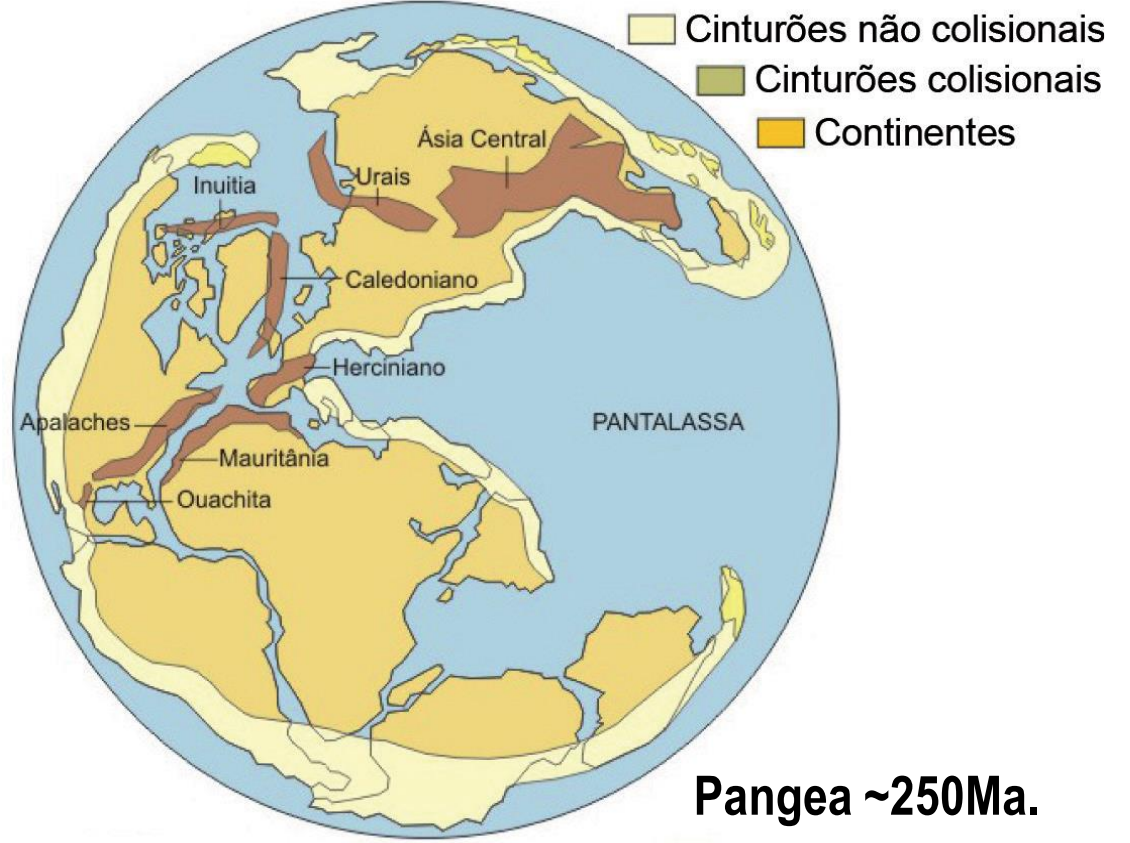 Cinturões não colisionais
Cinturões colisionais
Continentes
Ásia Central
Urais
Inuitia
Caledoniano
Herciniano
Apalaches
PANTALASSA
Mauritânia
Ouachita
Pangea ~250Ma.